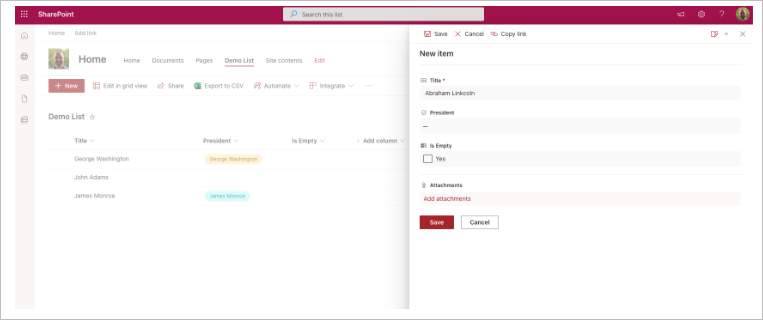 SharePoint
Search this list
?
Home Add link
Save Cancel Copy link
Home
Home Documents Pages Demo List Site contents Edit
New item
+ New Edit in grid view Share Export to CSV Automate Integrate ...
Title *
Abraham Linkcoln
Demo List
President
—
Title President Is Empty + Add column
Is Empty
Yes
George Washington George Washington
John Adams
James Monroe James Monroe
Attachments
Add attachments
Save Cancel